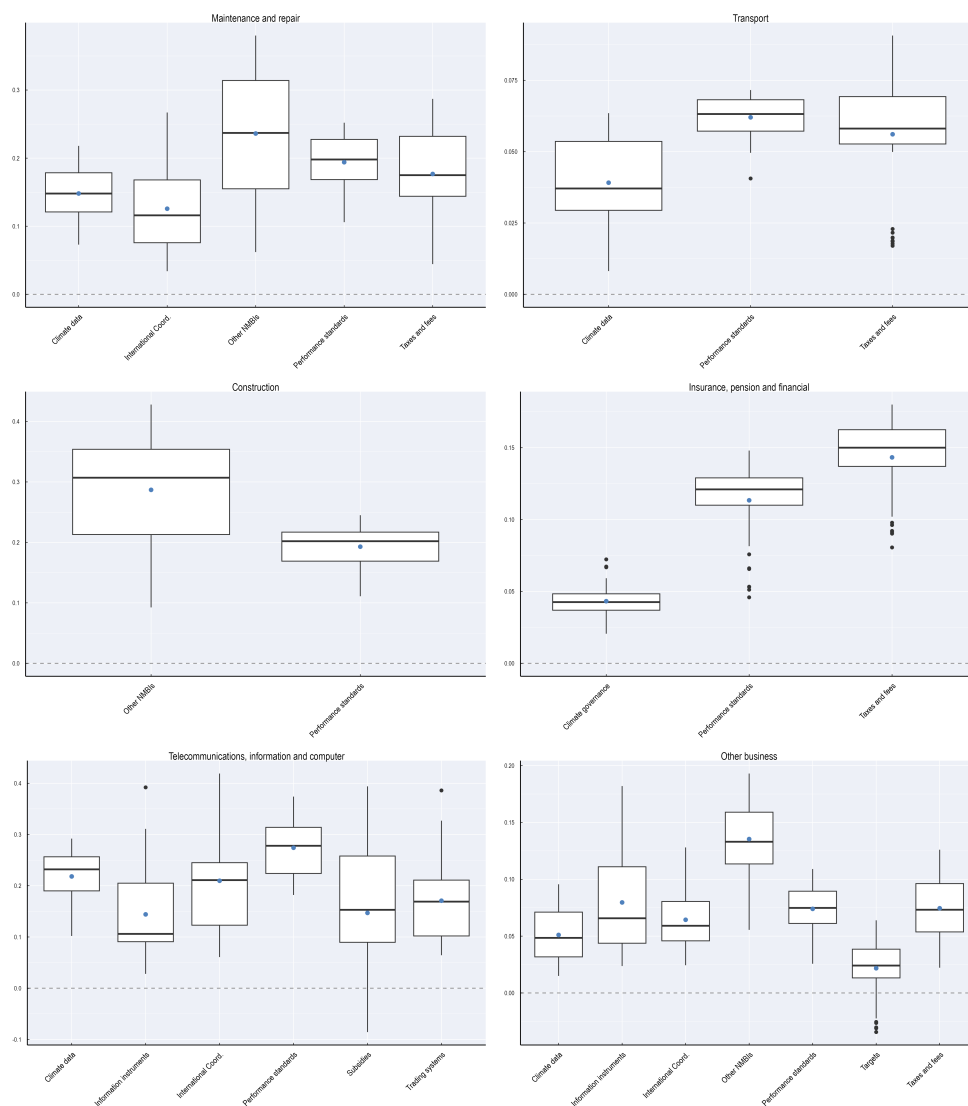 Maintenance and repair
0.3
0.2
0.1
0.0
Climate data
International Coord.
Other NMBIs
Performance standards
Taxes and fees
Transport
0.075
0.050
0.025
0.000
Climate data
Performance standards
Taxes and fees
Construction
0.4
0.3
0.2
0.1
0.0
Other NMBIs
Performance standards
Insurance, pension and financial
0.15
0.10
0.05
0.00
Climate governance
Performance standards
Taxes and fees
Telecommunications, information and computer
0.4
0.3
0.2
0.1
0.0
-0.1
Climate data
Information instruments
International Coord.
Performance standards
Subsidies
Trading systems
Other business
0.20
0.15
0.10
0.05
0.00
Climate data
Information instruments
International Coord.
Other NMBIs
Performance standards
Targets
Taxes and fees